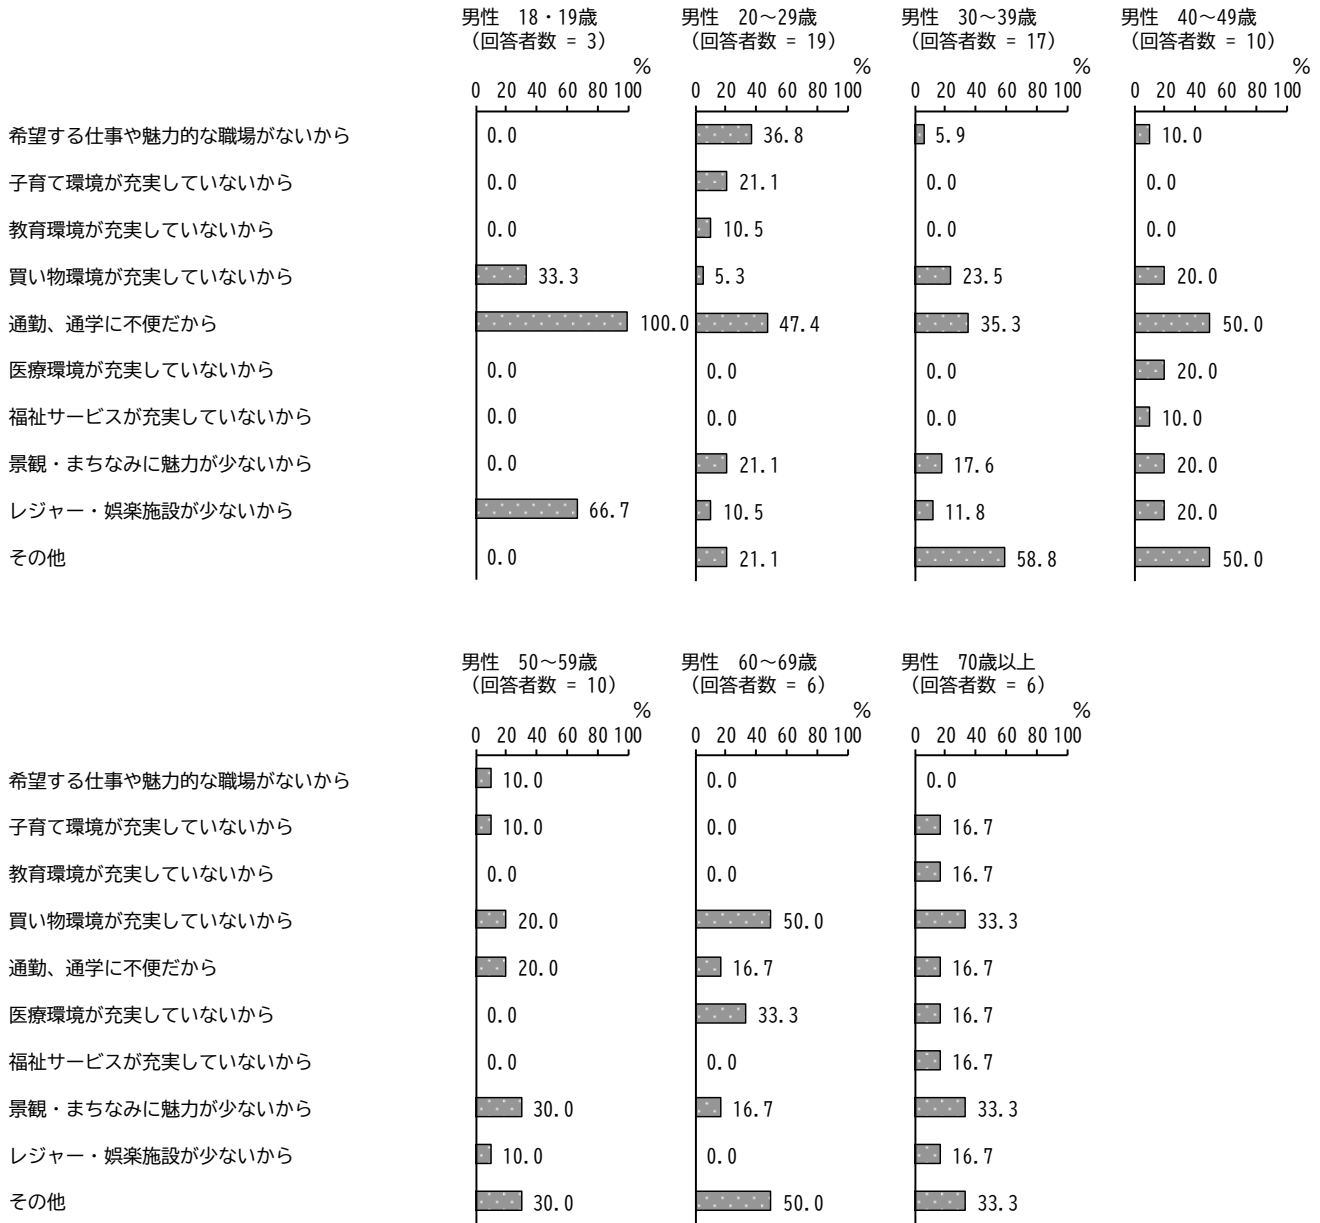 男性　18・19歳　男性　20～29歳　男性　30～39歳　男性　40～49歳
（回答者数 = 3）　（回答者数 = 19）　（回答者数 = 17）　（回答者数 = 10）
%　%　%　%
0 20 40 60 80 100　0 20 40 60 80 100　0 20 40 60 80 100　0 20 40 60 80 100
希望する仕事や魅力的な職場がないから　0.0　36.8　5.9　10.0
子育て環境が充実していないから　0.0　21.1　0.0　0.0
教育環境が充実していないから　0.0　10.5　0.0　0.0
買い物環境が充実していないから　33.3　5.3　23.5　20.0
通勤、通学に不便だから　100.0　47.4　35.3　50.0
医療環境が充実していないから　0.0　0.0　0.0　20.0
福祉サービスが充実していないから　0.0　0.0　0.0　10.0
景観・まちなみに魅力が少ないから　0.0　21.1　17.6　20.0
レジャー・娯楽施設が少ないから　66.7　10.5　11.8　20.0
その他　0.0　21.1　58.8　50.0
男性　50～59歳　男性　60～69歳　男性　70歳以上
（回答者数 = 10）　（回答者数 = 6）　（回答者数 = 6）
%　%　%
0 20 40 60 80 100　0 20 40 60 80 100　0 20 40 60 80 100
希望する仕事や魅力的な職場がないから　10.0　0.0　0.0
子育て環境が充実していないから　10.0　0.0　16.7
教育環境が充実していないから　0.0　0.0　16.7
買い物環境が充実していないから　20.0　50.0　33.3
通勤、通学に不便だから　20.0　16.7　16.7
医療環境が充実していないから　0.0　33.3　16.7
福祉サービスが充実していないから　0.0　0.0　16.7
景観・まちなみに魅力が少ないから　30.0　16.7　33.3
レジャー・娯楽施設が少ないから　10.0　0.0　16.7
その他　30.0　50.0　33.3